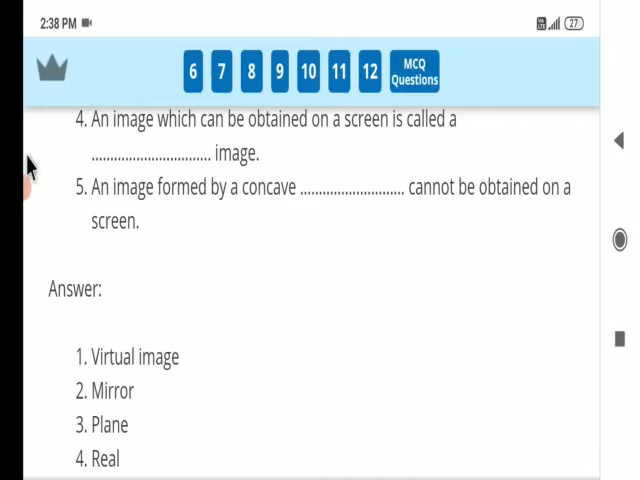 2:38 PM
27
6 7 8 9 10 11 12 MCQ Questions
4. An image which can be obtained on a screen is called a
............................... image.
5. An image formed by a concave ........................... cannot be obtained on a
screen.
Answer:
1. Virtual image
2. Mirror
3. Plane
4. Real